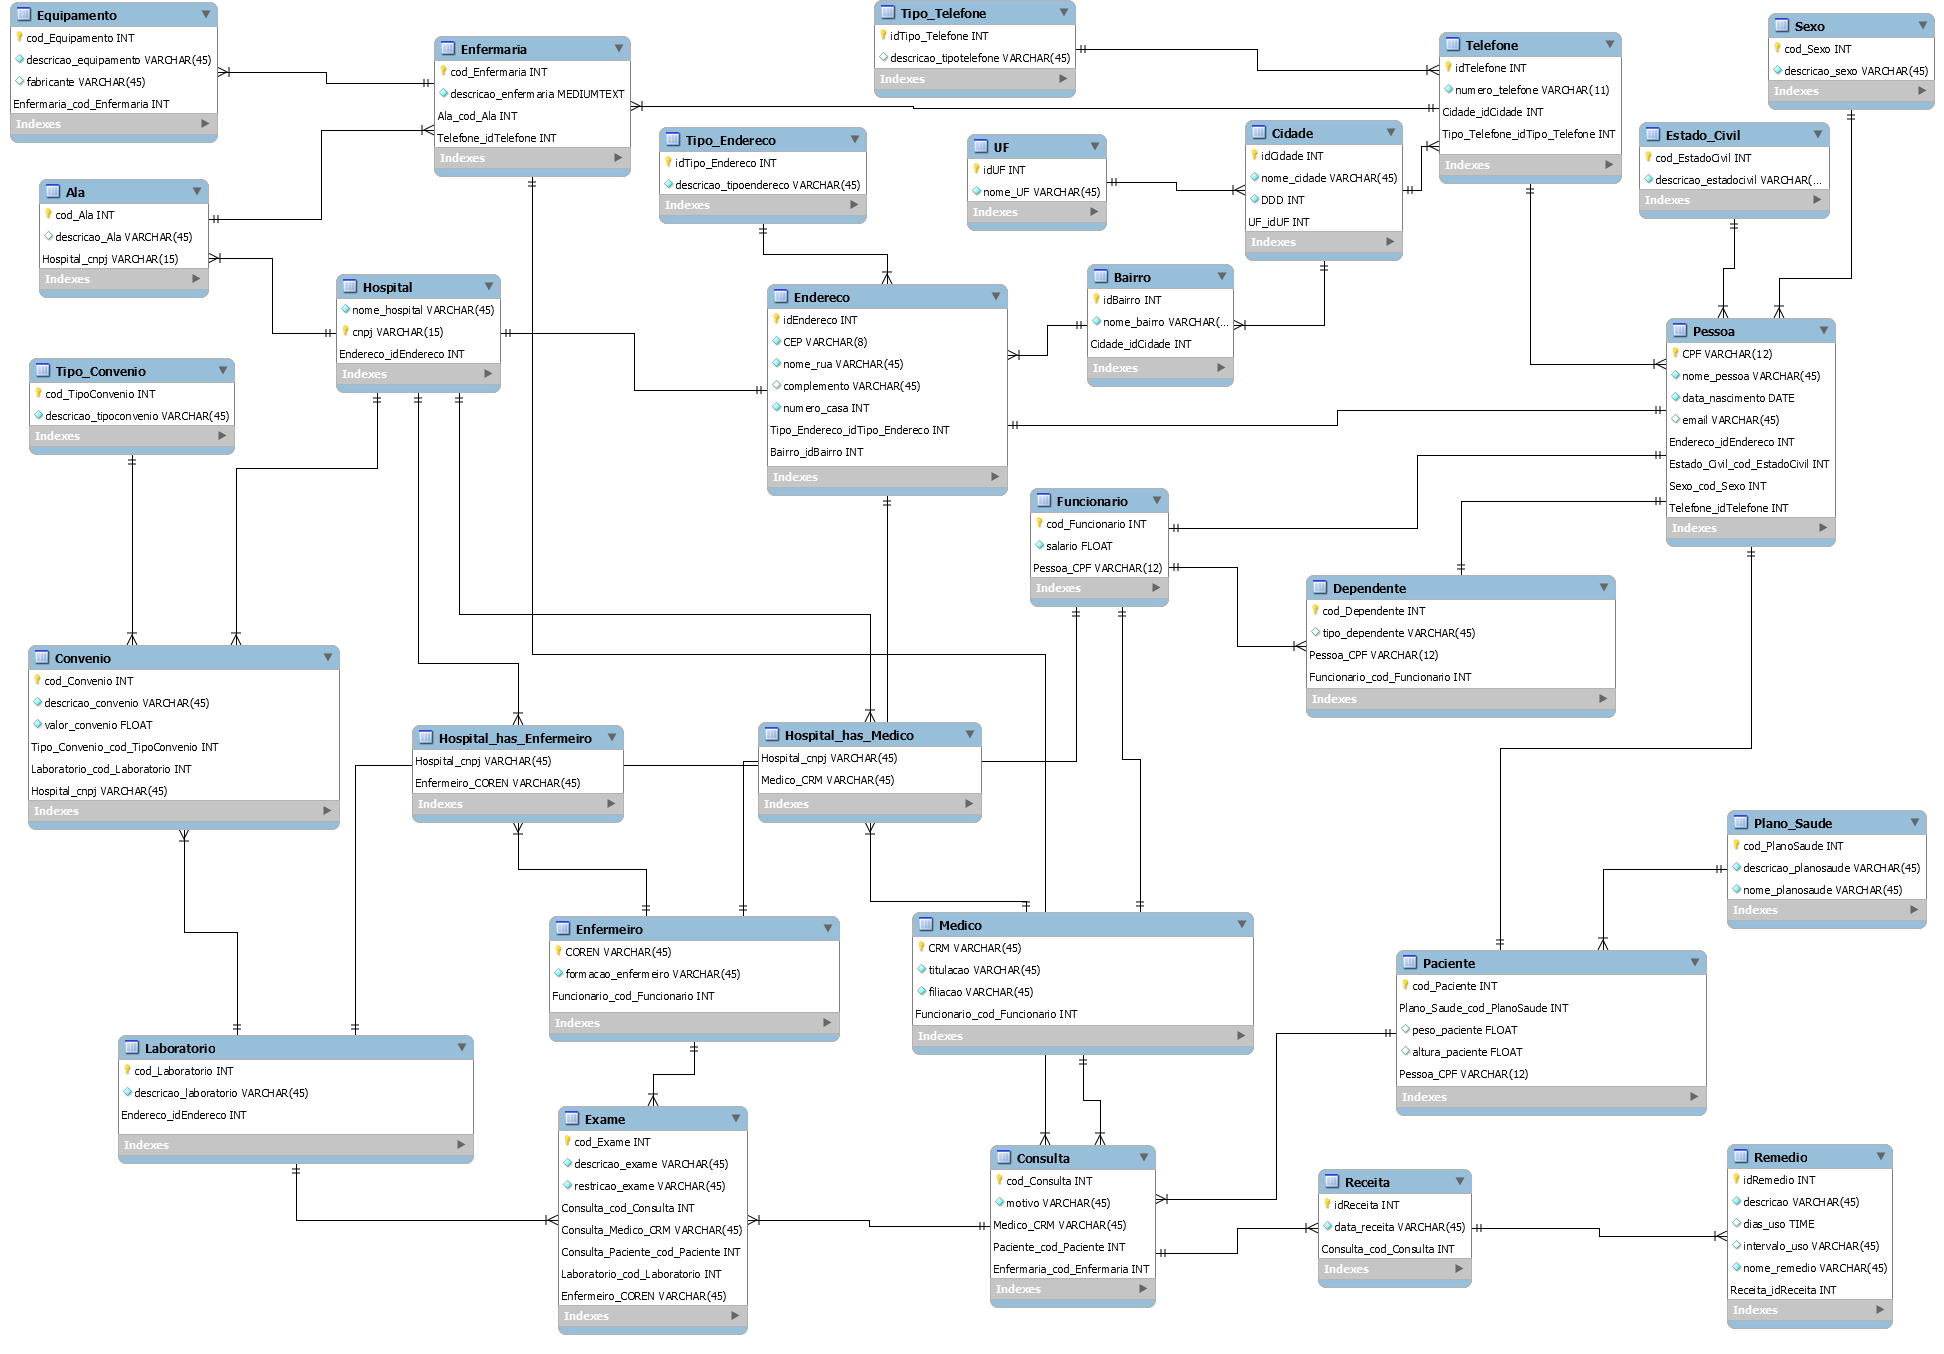 Equipamento
cod_Equipamento INT
descricao_equipamento VARCHAR(45)
fabricante VARCHAR(45)
Enfermaria_cod_Enfermaria INT
Indexes
Enfermaria
cod_Enfermaria INT
descricao_enfermaria MEDIUMTEXT
Ala_cod_Ala INT
Telefone_idTelefone INT
Indexes
Tipo_Telefone
idTipo_Telefone INT
descricao_tipotelefone VARCHAR(45)
Indexes
Telefone
idTelefone INT
numero_telefone VARCHAR(11)
Cidade_idCidade INT
Tipo_Telefone_idTipo_Telefone INT
Indexes
Sexo
cod_Sexo INT
descricao_sexo VARCHAR(45)
Indexes
Tipo_Endereco
idTipo_Endereco INT
descricao_tipoendereco VARCHAR(45)
Indexes
UF
idUF INT
nome_UF VARCHAR(45)
Indexes
Cidade
idCidade INT
nome_cidade VARCHAR(45)
DDD INT
UF_idUF INT
Indexes
Estado_Civil
cod_EstadoCivil INT
descricao_estadocivil VARCHAR(...
Indexes
Ala
cod_Ala INT
descricao_Ala VARCHAR(45)
Hospital_cnpj VARCHAR(15)
Indexes
Hospital
nome_hospital VARCHAR(45)
cnpj VARCHAR(15)
Endereco_idEndereco INT
Indexes
Endereco
idEndereco INT
CEP VARCHAR(8)
nome_rua VARCHAR(45)
complemento VARCHAR(45)
numero_casa INT
Tipo_Endereco_idTipo_Endereco INT
Bairro_idBairro INT
Indexes
Bairro
idBairro INT
nome_bairro VARCHAR(...
Cidade_idCidade INT
Indexes
Pessoa
CPF VARCHAR(12)
nome_pessoa VARCHAR(45)
data_nascimento DATE
email VARCHAR(45)
Endereco_idEndereco INT
Estado_Civil_cod_EstadoCivil INT
Sexo_cod_Sexo INT
Telefone_idTelefone INT
Indexes
Tipo_Convenio
cod_TipoConvenio INT
descricao_tipoconvenio VARCHAR(45)
Indexes
Funcionario
cod_Funcionario INT
salario FLOAT
Pessoa_CPF VARCHAR(12)
Indexes
Dependente
cod_Dependente INT
tipo_dependente VARCHAR(45)
Pessoa_CPF VARCHAR(12)
Funcionario_cod_Funcionario INT
Indexes
Convenio
cod_Convenio INT
descricao_convenio VARCHAR(45)
valor_convenio FLOAT
Tipo_Convenio_cod_TipoConvenio INT
Laboratorio_cod_Laboratorio INT
Hospital_cnpj VARCHAR(45)
Indexes
Hospital_has_Enfermeiro
Hospital_cnpj VARCHAR(45)
Enfermeiro_COREN VARCHAR(45)
Indexes
Hospital_has_Medico
Hospital_cnpj VARCHAR(45)
Medico_CRM VARCHAR(45)
Indexes
Plano_Saude
cod_PlanoSaude INT
descricao_planosaude VARCHAR(45)
nome_planosaude VARCHAR(45)
Indexes
Enfermeiro
COREN VARCHAR(45)
formacao_enfermeiro VARCHAR(45)
Funcionario_cod_Funcionario INT
Indexes
Medico
CRM VARCHAR(45)
titulacao VARCHAR(45)
filiacao VARCHAR(45)
Funcionario_cod_Funcionario INT
Indexes
Paciente
cod_Paciente INT
Plano_Saude_cod_PlanoSaude INT
peso_paciente FLOAT
altura_paciente FLOAT
Pessoa_CPF VARCHAR(12)
Indexes
Laboratorio
cod_Laboratorio INT
descricao_laboratorio VARCHAR(45)
Endereco_idEndereco INT
Indexes
Exame
cod_Exame INT
descricao_exame VARCHAR(45)
restricao_exame VARCHAR(45)
Consulta_cod_Consulta INT
Consulta_Medico_CRM VARCHAR(45)
Consulta_Paciente_cod_Paciente INT
Laboratorio_cod_Laboratorio INT
Enfermeiro_COREN VARCHAR(45)
Indexes
Consulta
cod_Consulta INT
motivo VARCHAR(45)
Medico_CRM VARCHAR(45)
Paciente_cod_Paciente INT
Enfermaria_cod_Enfermaria INT
Indexes
Receita
idReceita INT
data_receita VARCHAR(45)
Consulta_cod_Consulta INT
Indexes
Remedio
idRemedio INT
descricao VARCHAR(45)
dias_uso TIME
intervalo_uso VARCHAR(45)
nome_remedio VARCHAR(45)
Receita_idReceita INT
Indexes